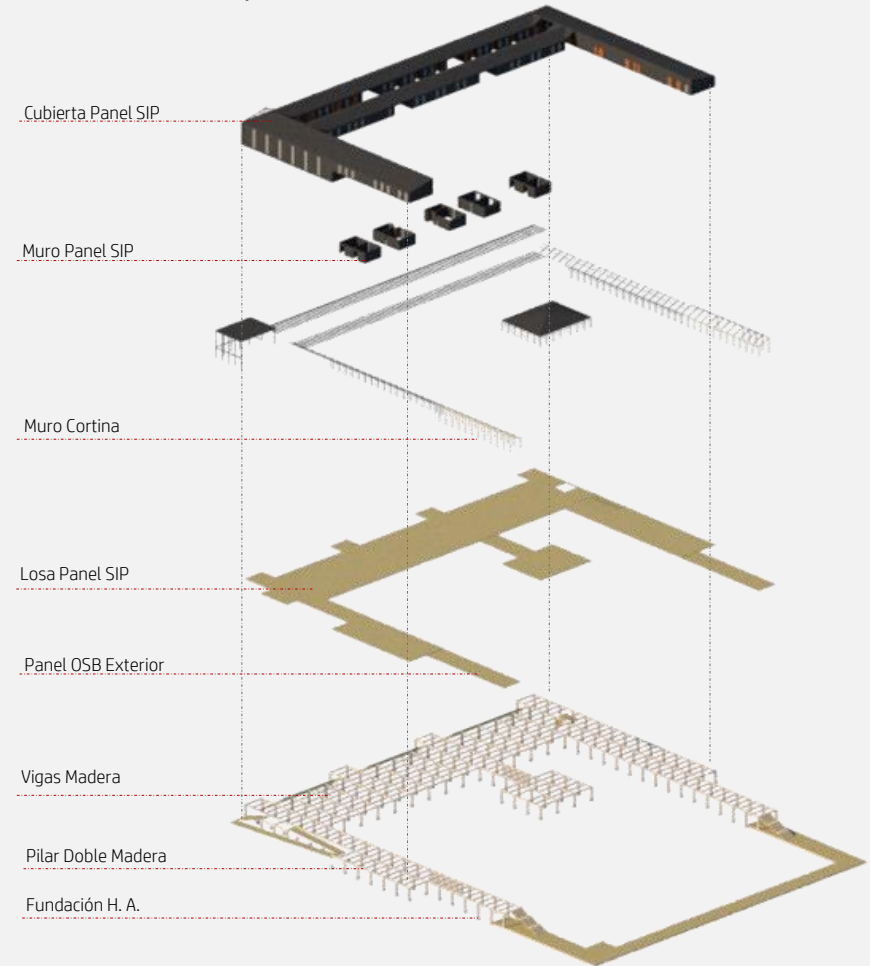 Cubierta Panel SIP
Muro Panel SIP
Muro Cortina
Losa Panel SIP
Panel OSB Exterior
Vigas Madera
Pilar Doble Madera
Fundación H. A.